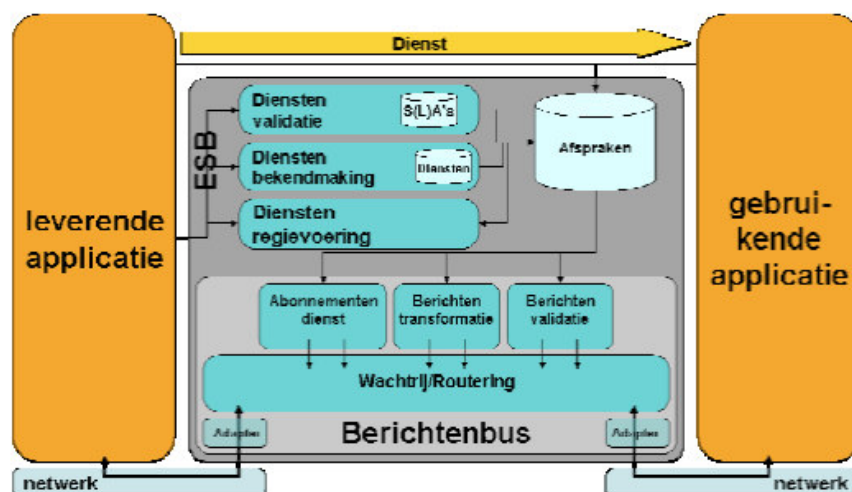 Dienst
Diensten
validatie
S(L)A's
ESB
Diensten
bekendmaking
Diensten
Afspraken
Diensten
regievoering
leverende
applicatie
gebrui-
kende
applicatie
Abonnementen
dienst
Berichten
transformatie
Berichten
validatie
Wachtrij/Routering
Adapter
Berichtenbus
Adapter
netwerk
netwerk